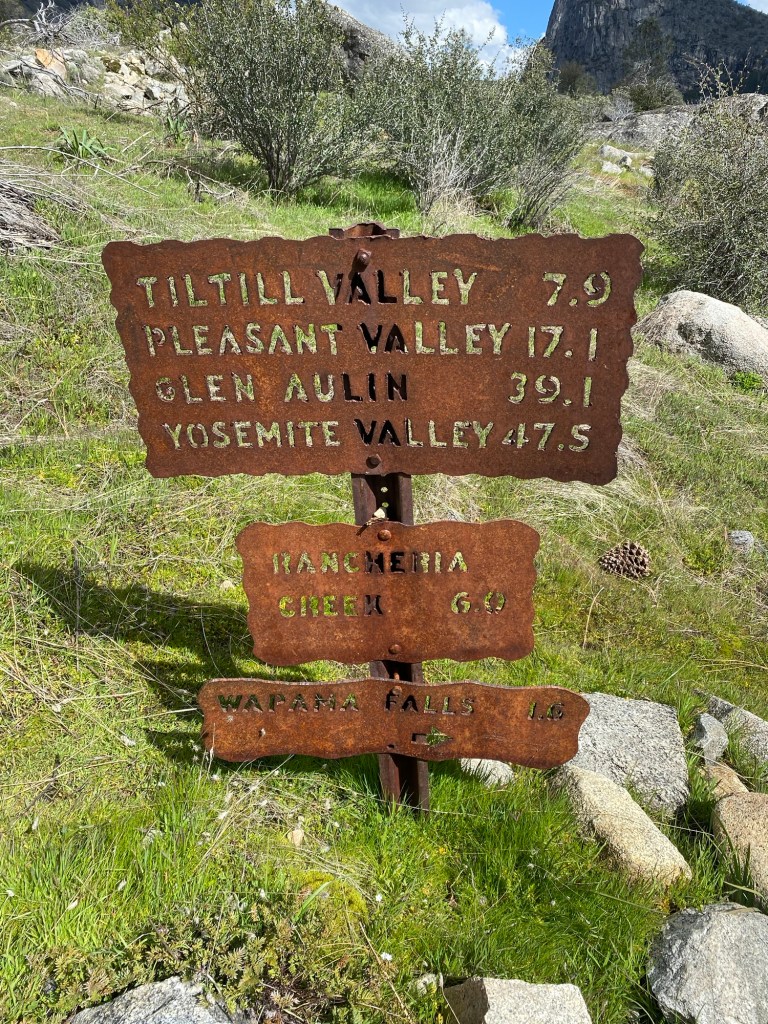 TILTILL VALLEY 7.9
PLEASANT VALLEY 17.1
GLEN AULIN 39.1
YOSEMITE VALLEY 47.5
RANCHERIA
CREEK 6.0
WAPAMA FALLS 1.6